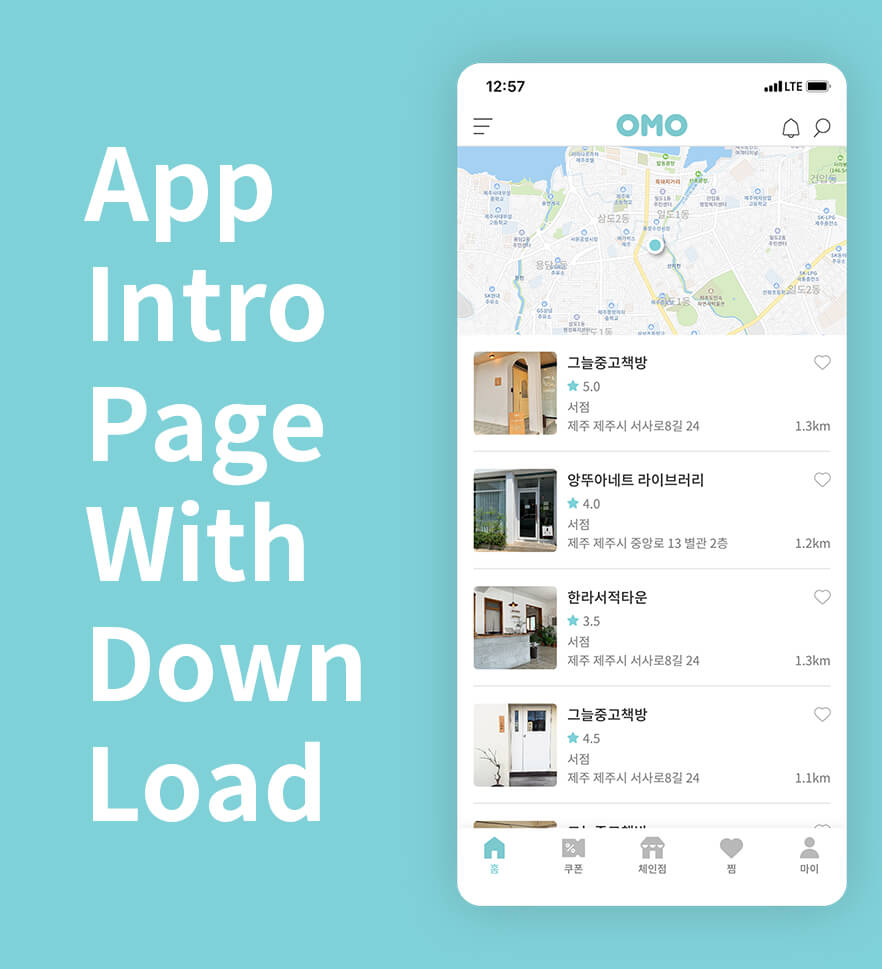 App
Intro
Page
With
Down
Load
12:57
LTE
OMO
건입동
삼도2동
일도1동
용담2동
일도2동
일도1동
삼도1동
그늘중고책방
5.0
서점
제주 제주시 서사로8길 24
1.3km
앙뚜아네트 라이브러리
4.0
서점
제주 제주시 중앙로 13 별관 2층
1.2km
한라서적타운
3.5
서점
제주 제주시 서사로8길 24
1.3km
그늘중고책방
4.5
서점
제주 제주시 서사로8길 24
1.1km
홈
쿠폰
체인점
찜
마이